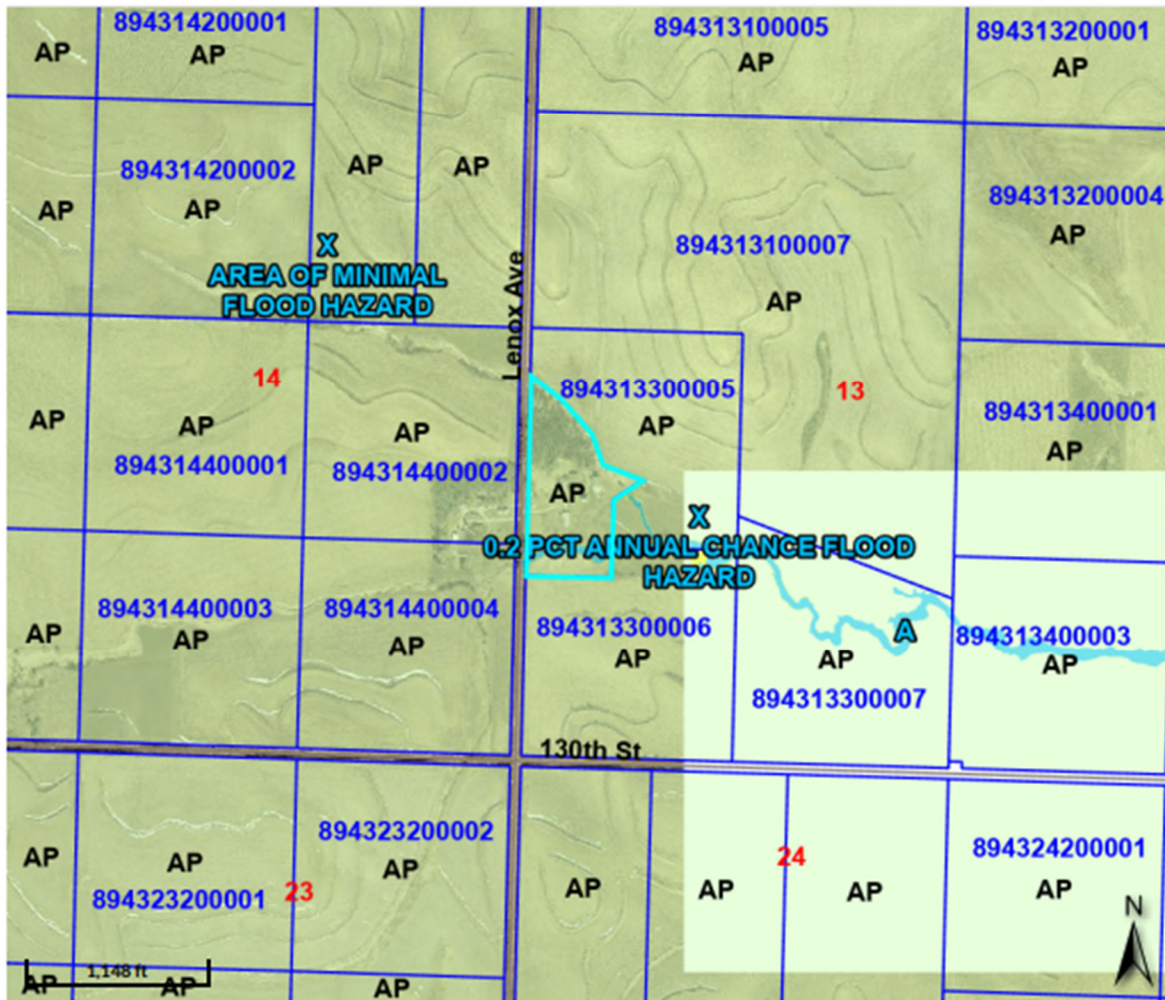 894314200001
AP
AP
894313100005
AP
894313200001
AP
894314200002
AP
AP
AP
AP
894313200004
AP
X
AREA OF MINIMAL
FLOOD HAZARD
Lenox Ave
894313100007
AP
14
AP
AP
894314400001
AP
894314400002
894313300005
AP
13
894313400001
AP
AP
X
0.2 PCT ANNUAL CHANCE FLOOD
HAZARD
894314400003
AP
AP
894314400004
AP
894313300006
AP
A
AP
894313300007
894313400003
AP
130th St
894323200002
AP
AP
AP
894323200001
23
AP
24
AP
AP
894324200001
AP
N
1,148 ft
AP
AP
AP